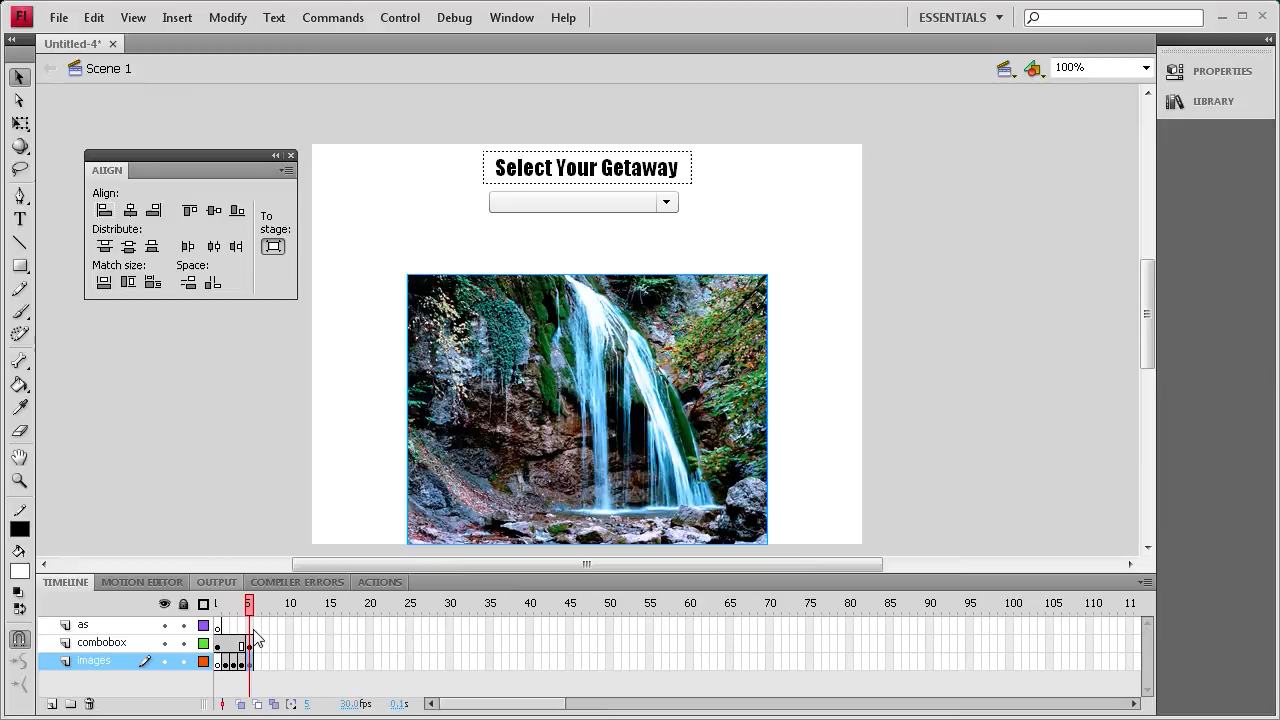 Fl File Edit View Insert Modify Text Commands Control Debug Window Help ESSENTIALS
Untitled-4*
Scene 1 100%
PROPERTIES
LIBRARY
ALIGN
Align:
To
stage:
Distribute:
Match size: Space:
Select Your Getaway
TIMELINE MOTION EDITOR OUTPUT COMPILER ERRORS ACTIONS
1 5 10 15 20 25 30 35 40 45 50 55 60 65 70 75 80 85 90 95 100 105 11
as
combobox
images
5 30.0fps 0.1s